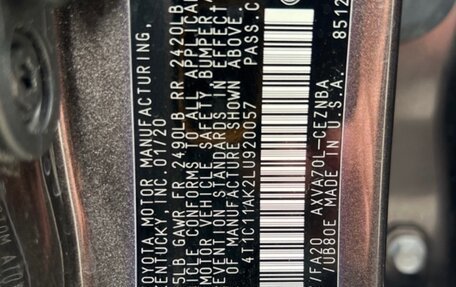 TOYOTA MOTOR MANUFACTURING,
KENTUCKY, INC. 01/20
5LB GAWR FR 2490LB RR 2420LB
ICLE CONFORMS TO ALL APPLICA
MOTOR VEHICLE SAFETY BUMPER,
EVENTION STANDARDS IN EFFECT
OF MANUFACTURE SHOWN ABOVE.
4T1C11AK2LU920057 PASS.C
/FA20 AXVA70L-CEZNBA
/UB80E MADE IN U.S.A. 8512